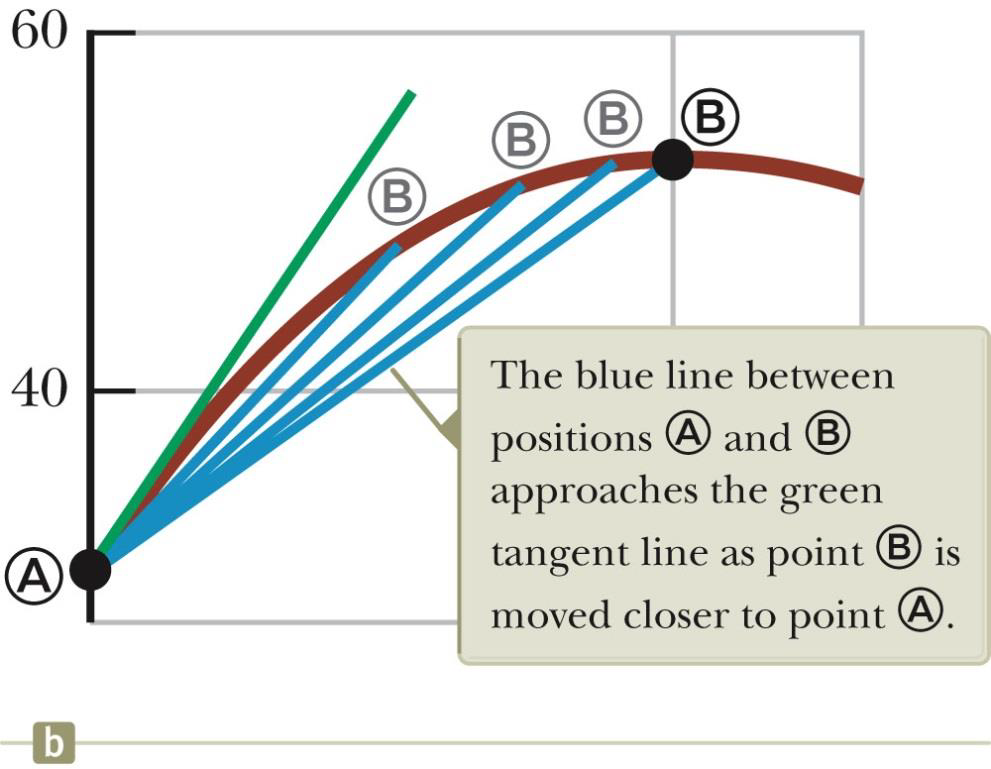 60
B B B B
40
A
The blue line between
positions A and B
approaches the green
tangent line as point B is
moved closer to point A.
b